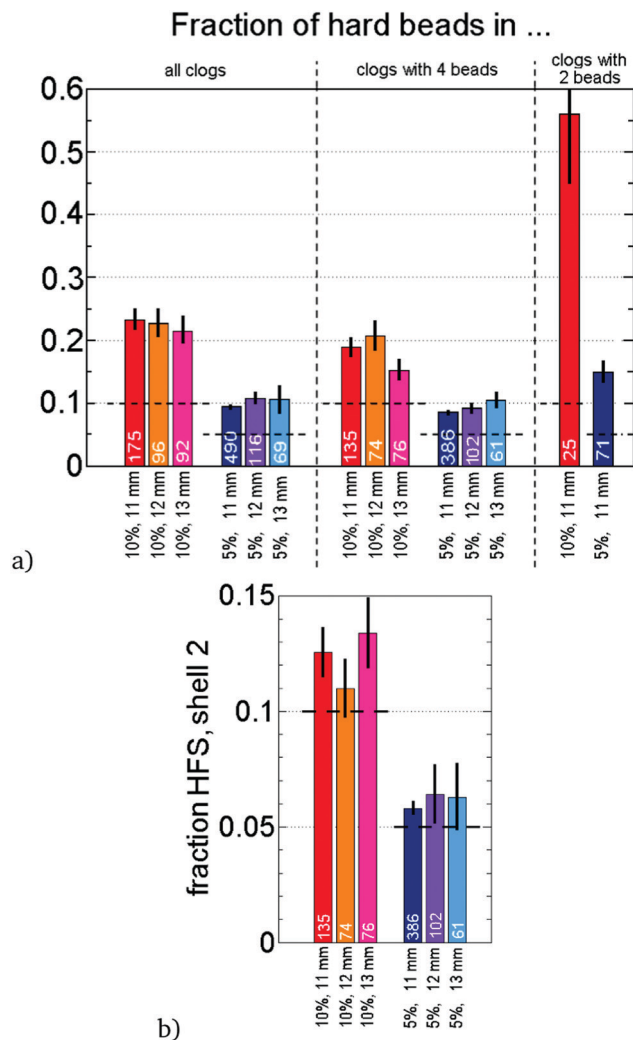 Fraction of hard beads in ...
all clogs
clogs with 4 beads
clogs with
2 beads
0.6
0.5
0.4
0.3
0.2
0.1
0
175
96
92
490
116
69
135
74
76
386
102
61
25
71
10%, 11 mm
10%, 12 mm
10%, 13 mm
5%, 11 mm
5%, 12 mm
5%, 13 mm
10%, 11 mm
10%, 12 mm
10%, 13 mm
5%, 11 mm
5%, 12 mm
5%, 13 mm
10%, 11 mm
5%, 11 mm
a)
fraction HFS, shell 2
0.15
0.1
0.05
0
135
74
76
386
102
61
10%, 11 mm
10%, 12 mm
10%, 13 mm
5%, 11 mm
5%, 12 mm
5%, 13 mm
b)